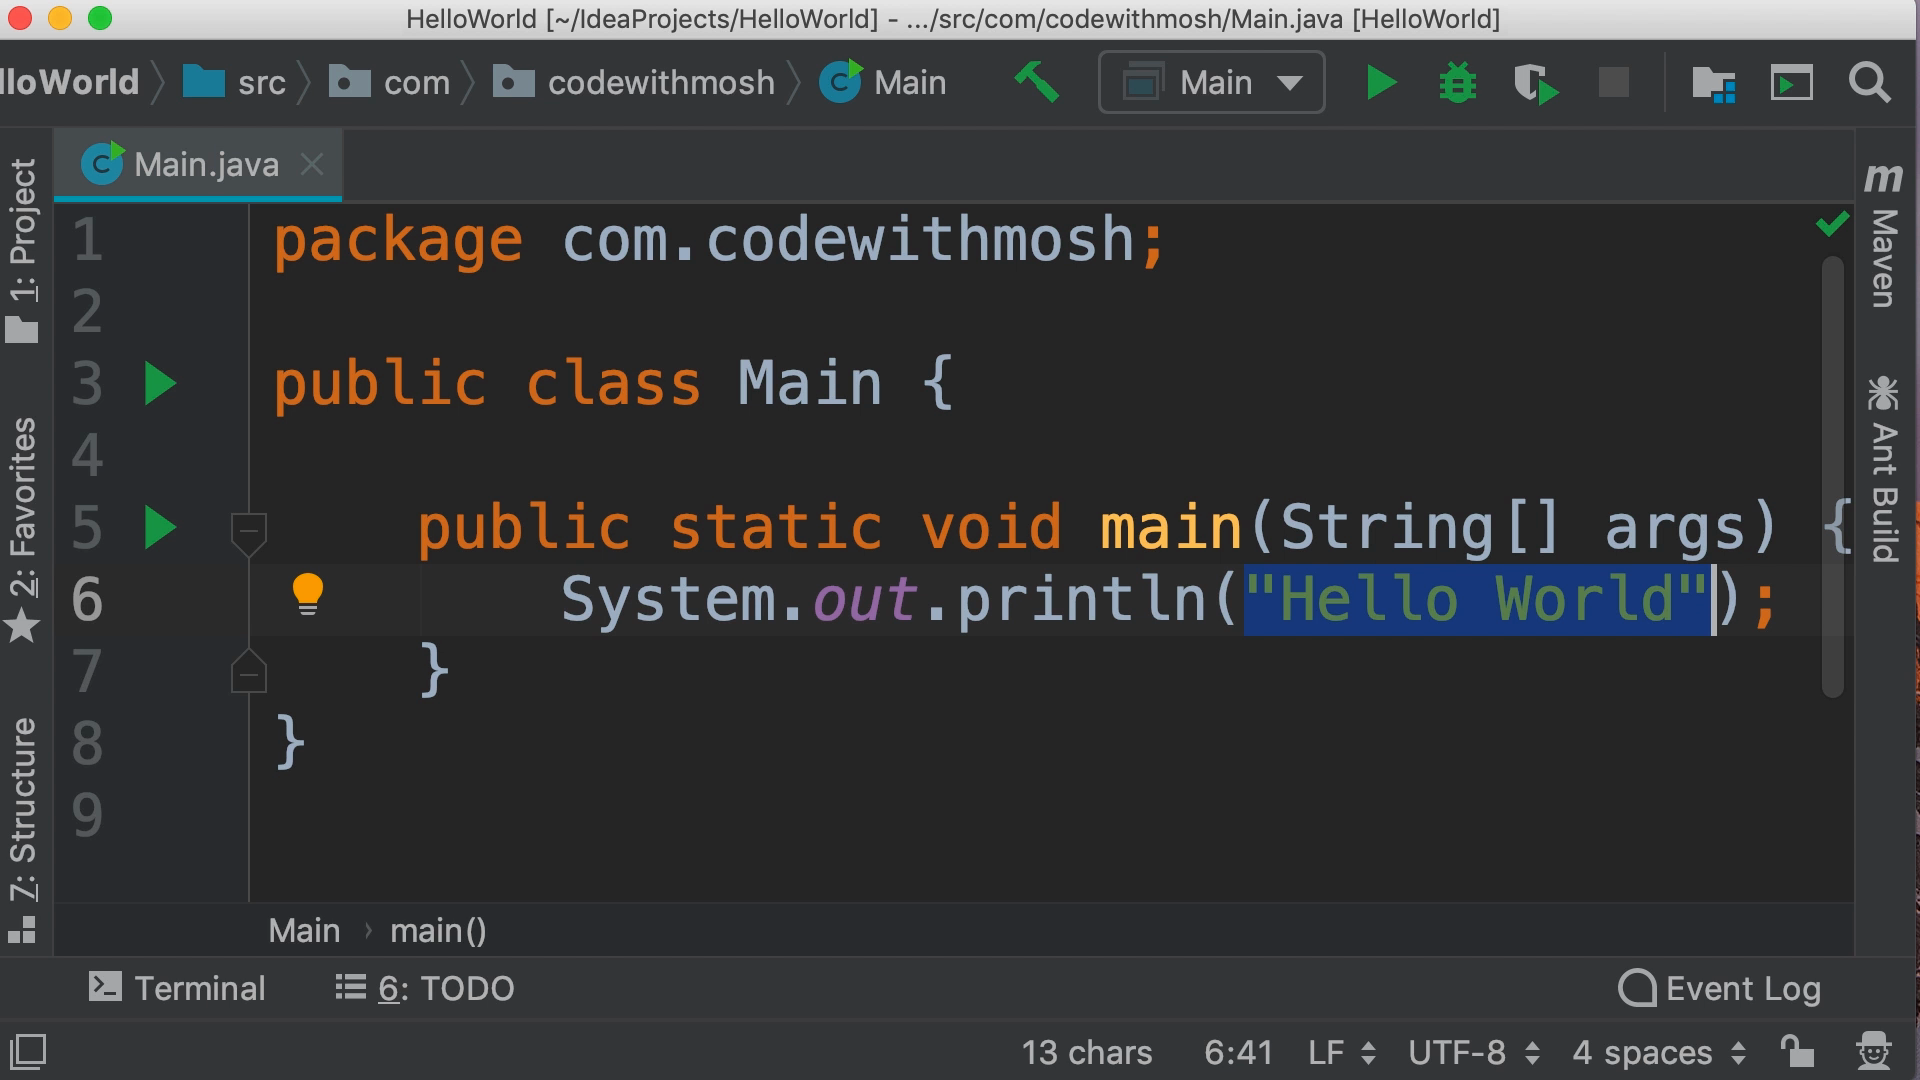 HelloWorld [~/IdeaProjects/HelloWorld] - .../src/com/codewithmosh/Main.java [HelloWorld]
lloWorld src com codewithmosh Main Main
Main.java
1: Project
2: Favorites
7: Structure
1 package com.codewithmosh;
2
3 public class Main {
4
5 public static void main(String[] args) {
6 System.out.println("Hello World");
7 }
8 }
9
m Maven
Ant Build
Main › main()
Terminal 6: TODO Event Log
13 chars 6:41 LF UTF-8 4 spaces